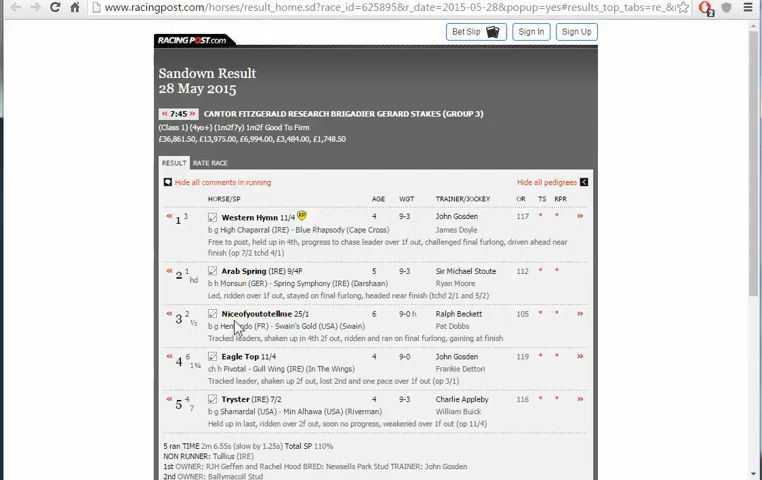 www.racingpost.com/horses/result_home.sd?race_id=625895&r_date=2015-05-28&popup=yes#results_top_tabs=re_&
2
RACING POST.com
Bet Slip
Sign In
Sign Up
Sandown Result
28 May 2015
« 7:45 » CANTOR FITZGERALD RESEARCH BRIGADIER GERARD STAKES (GROUP 3)
(Class 1) (4yo+) (1m2f7y) 1m2f Good To Firm
£36,861.50, £13,975.00, £6,994.00, £3,484.00, £1,748.50
RESULT RATE RACE
Hide all comments in running Hide all pedigrees
HORSE/SP AGE WGT TRAINER/JOCKEY OR TS RPR
« 1 3 Western Hymn 11/4 RP 4 9-3 John Gosden 117 * * »
b g High Chaparral (IRE) - Blue Rhapsody (Cape Cross) James Doyle
Free to post, held up in 4th, progress to chase leader over 1f out, challenged final furlong, driven ahead near
finish (op 7/2 tchd 4/1)
« 2 1 hd Arab Spring (IRE) 9/4F 5 9-3 Sir Michael Stoute 112 * * »
b h Monsun (GER) - Spring Symphony (IRE) (Darshaan) Ryan Moore
Led, ridden over 1f out, stayed on final furlong, headed near finish (tchd 2/1 and 5/2)
« 3 2 ½ Niceofyoutotellme 25/1 6 9-0 h Ralph Beckett 105 * * »
b g Hernando (FR) - Swain's Gold (USA) (Swain) Pat Dobbs
Tracked leaders, shaken up in 4th 2f out, ridden and ran on final furlong, gaining at finish
« 4 6 1¾ Eagle Top 11/4 4 9-0 John Gosden 119 * * »
ch h Pivotal - Gull Wing (IRE) (In The Wings) Frankie Dettori
Tracked leader, shaken up 2f out, lost 2nd and one pace over 1f out (op 3/1)
« 5 4 7 Tryster (IRE) 7/2 4 9-3 Charlie Appleby 116 * * »
b g Shamardal (USA) - Min Alhawa (USA) (Riverman) William Buick
Held up in last, ridden over 2f out, soon no progress, weakened over 1f out (op 11/4)
5 ran TIME 2m 6.55s (slow by 1.25s) Total SP 110%
NON RUNNER: Tullius (IRE)
1st OWNER: RJH Geffen and Rachel Hood BRED: Newsells Park Stud TRAINER: John Gosden
2nd OWNER: Ballymacoll Stud